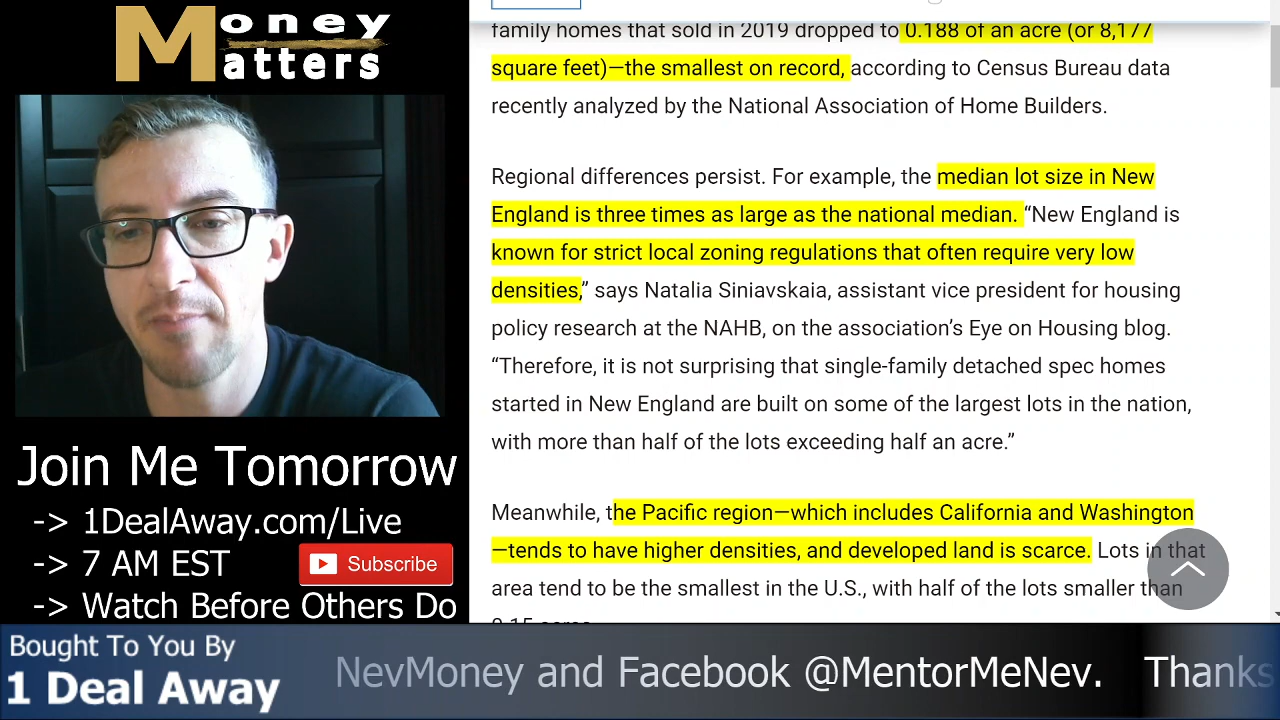 Money
Matters
Join Me Tomorrow
-> 1DealAway.com/Live
-> 7 AM EST
Subscribe
-> Watch Before Others Do
family homes that sold in 2019 dropped to 0.188 of an acre (or 8,177
square feet)—the smallest on record, according to Census Bureau data
recently analyzed by the National Association of Home Builders.
Regional differences persist. For example, the median lot size in New
England is three times as large as the national median. “New England is
known for strict local zoning regulations that often require very low
densities,” says Natalia Siniavskaia, assistant vice president for housing
policy research at the NAHB, on the association’s Eye on Housing blog.
“Therefore, it is not surprising that single-family detached spec homes
started in New England are built on some of the largest lots in the nation,
with more than half of the lots exceeding half an acre.”
Meanwhile, the Pacific region—which includes California and Washington
—tends to have higher densities, and developed land is scarce. Lots in that
area tend to be the smallest in the U.S., with half of the lots smaller than
0.15 acres.
Bought To You By
1 Deal Away
NevMoney and Facebook @MentorMeNev. Thanks